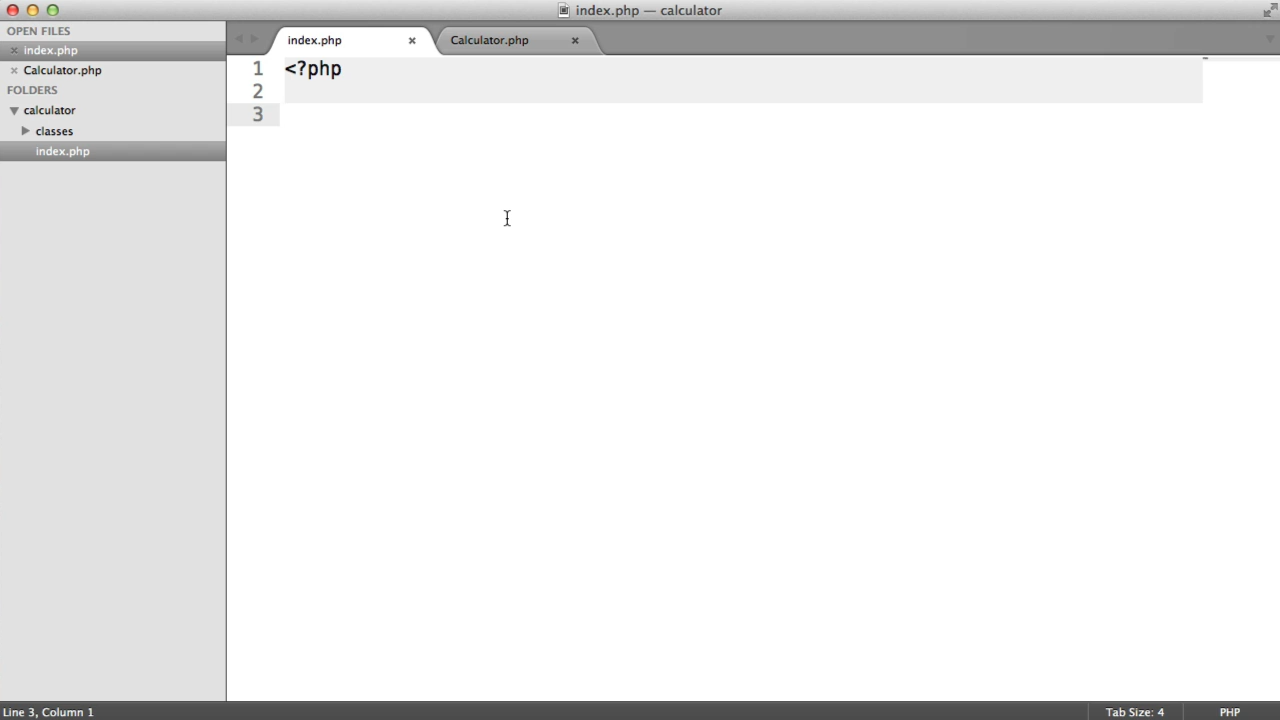 index.php — calculator
OPEN FILES
index.php
Calculator.php
FOLDERS
calculator
classes
index.php
index.php
Calculator.php
1 <?php
2
3
Line 3, Column 1
Tab Size: 4
PHP